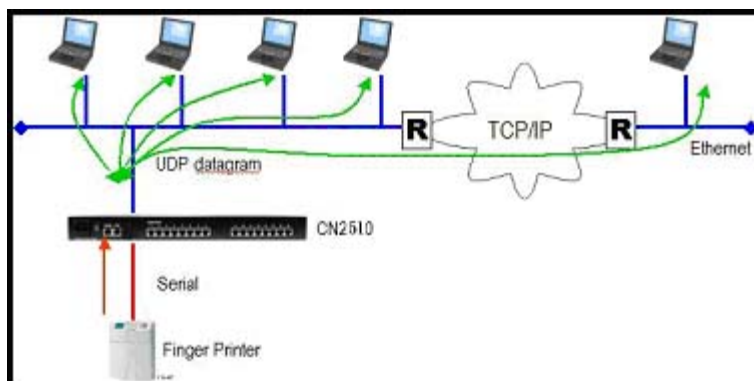 R
TCP/IP
R
Ethernet
UDP datagram
CN2510
Serial
Finger Printer